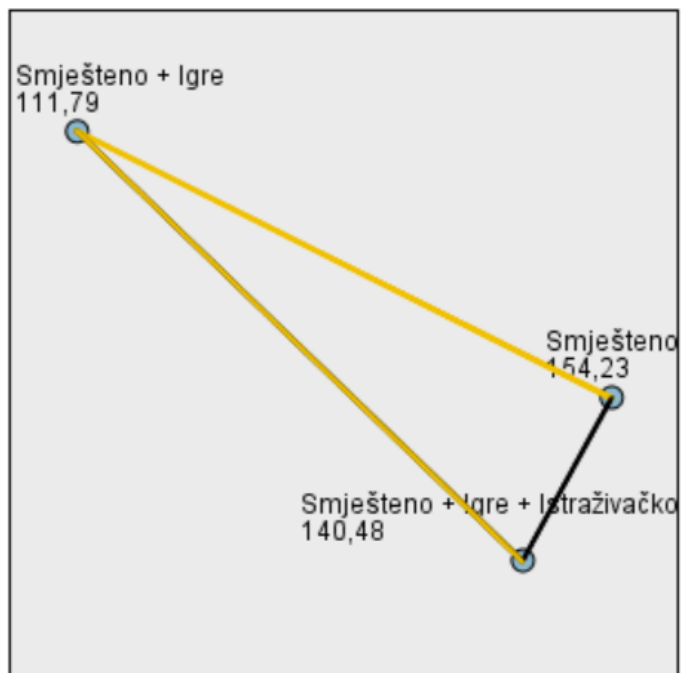 Smješteno + Igre
111,79
Smješteno
154,23
Smješteno + Igre + Istraživačko
140,48